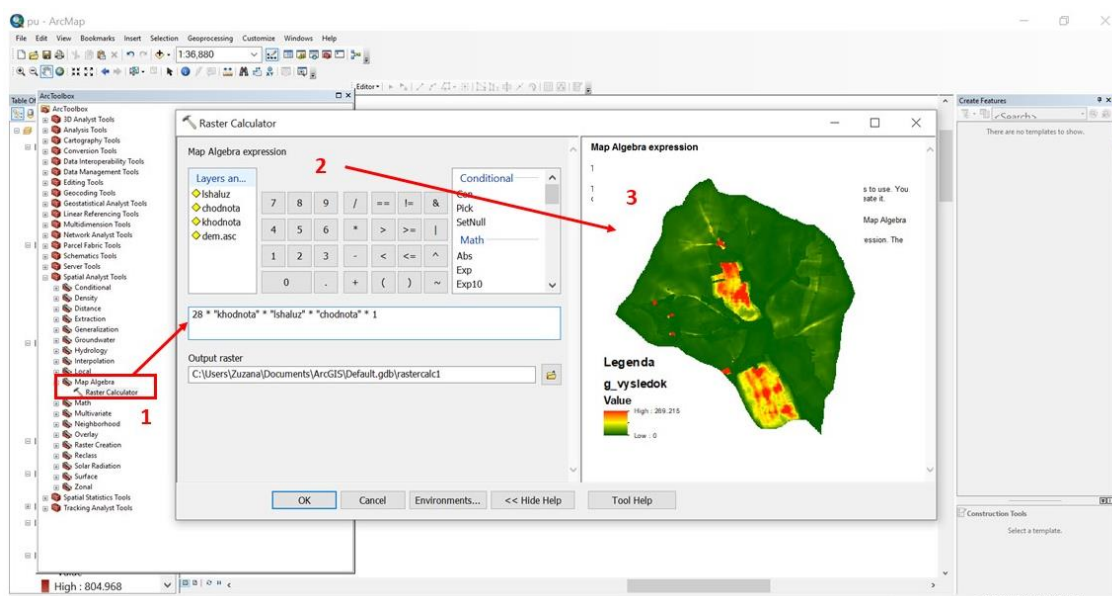 pu - ArcMap
File Edit View Bookmarks Insert Selection Geoprocessing Customize Windows Help
1:36,880
Editor
Table Of
ArcToolbox
ArcToolbox
3D Analyst Tools
Analysis Tools
Cartography Tools
Conversion Tools
Data Interoperability Tools
Data Management Tools
Editing Tools
Geocoding Tools
Geostatistical Analyst Tools
Linear Referencing Tools
Multidimension Tools
Network Analyst Tools
Parcel Fabric Tools
Schematics Tools
Server Tools
Spatial Analyst Tools
Conditional
Density
Distance
Extraction
Generalization
Groundwater
Hydrology
Interpolation
Local
Map Algebra
Raster Calculator
Math
Multivariate
Neighborhood
Overlay
Raster Creation
Reclass
Solar Radiation
Surface
Zonal
Spatial Statistics Tools
Tracking Analyst Tools
1
High : 804.968
Raster Calculator
Map Algebra expression
2
Layers an...
lshaluz
chodnota
khodnota
dem.asc
7 8 9 / == != &
4 5 6 * > >= |
1 2 3 - < <= ^
0 . + ( ) ~
Conditional
Con
Pick
SetNull
Math
Abs
Exp
Exp10
28 * "khodnota" * "lshaluz" * "chodnota" * 1
Output raster
C:\Users\Zuzana\Documents\ArcGIS\Default.gdb\rastercalc1
OK Cancel Environments... << Hide Help Tool Help
Map Algebra expression
3
s to use. You
Map Algebra
ession. The
Legenda
g_vysledok
Value
High : 269.215
Low : 0
Create Features
<Search>
There are no templates to show.
Construction Tools
Select a template.